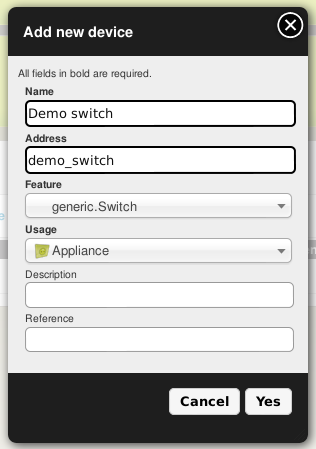 Add new device
All fields in bold are required.
Name
Demo switch
Address
demo_switch
Feature
generic.Switch
Usage
Appliance
Description
Reference
Cancel Yes